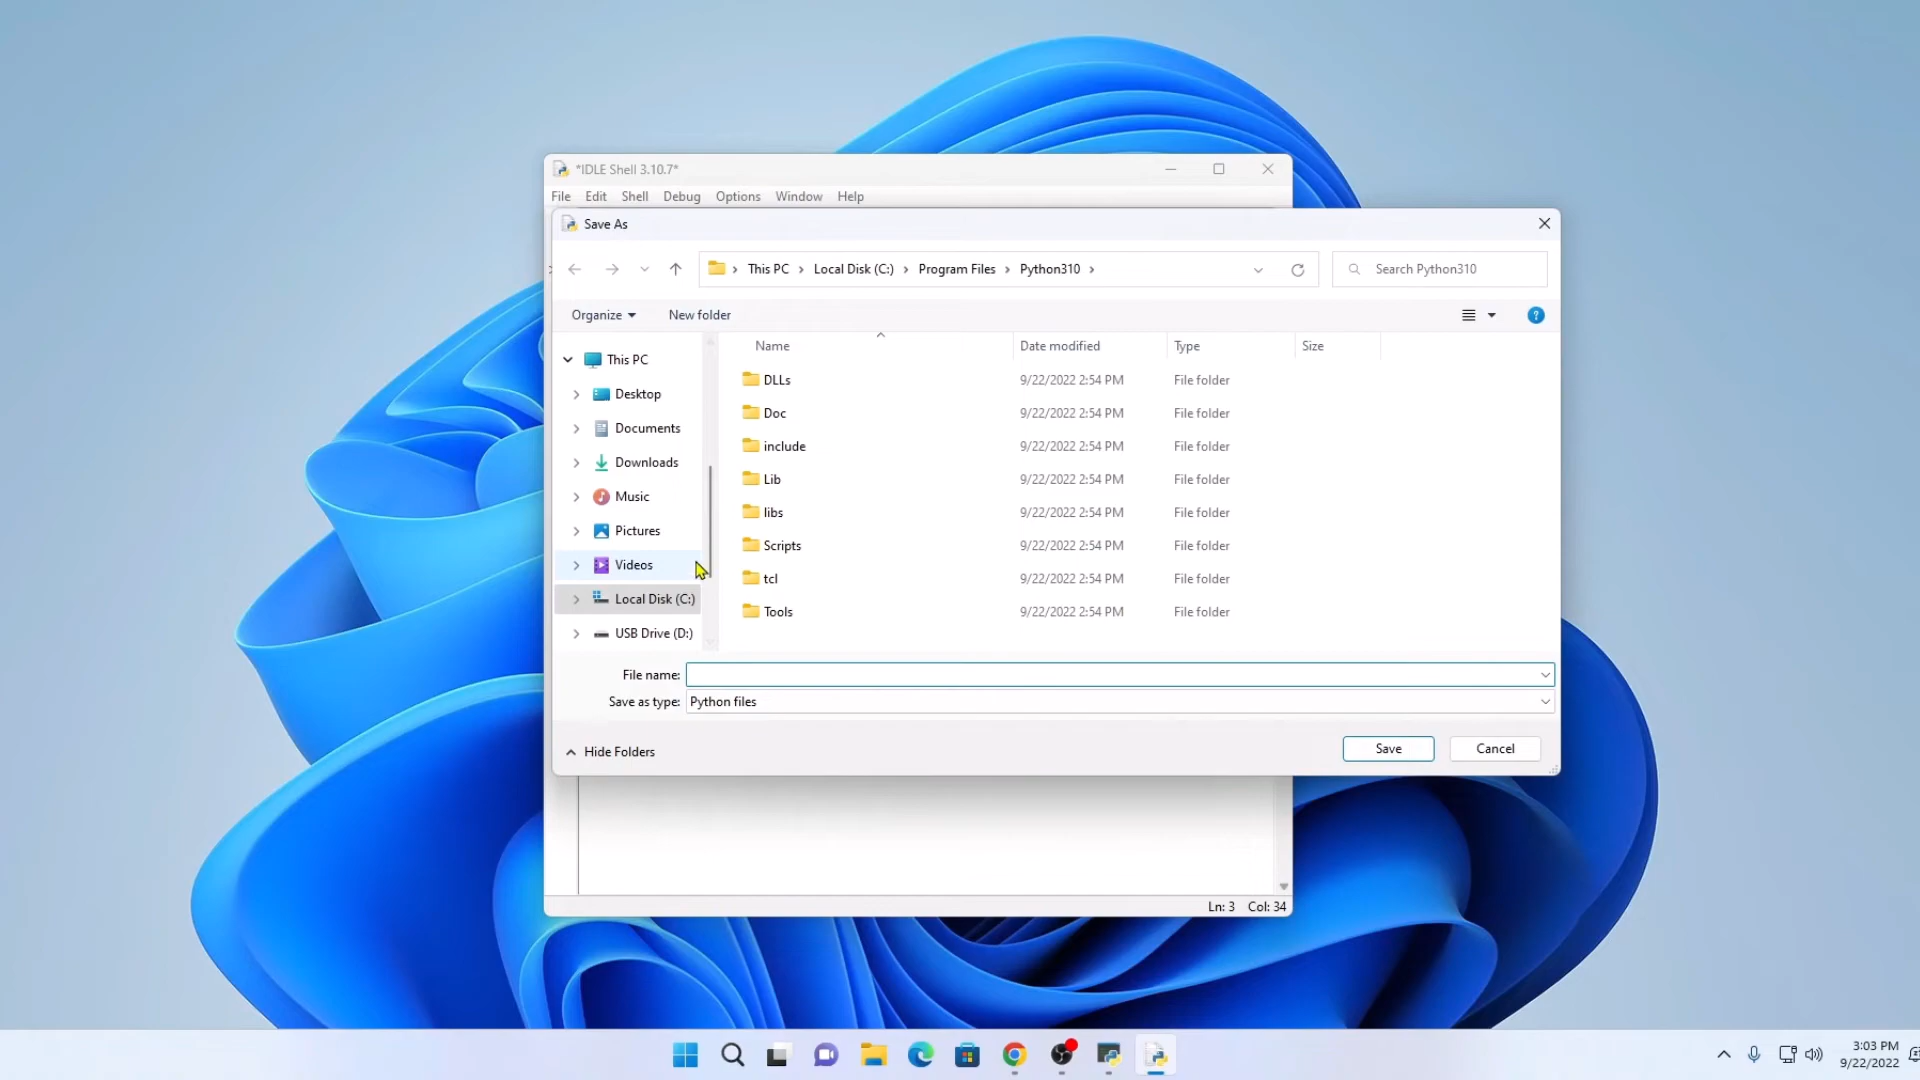 *IDLE Shell 3.10.7*
File Edit Shell Debug Options Window Help
Save As
This PC Local Disk (C:) Program Files Python310
Search Python310
Organize New folder
Name Date modified Type Size
This PC
Desktop
Documents
Downloads
Music
Pictures
Videos
Local Disk (C:)
USB Drive (D:)
DLLs 9/22/2022 2:54 PM File folder
Doc 9/22/2022 2:54 PM File folder
include 9/22/2022 2:54 PM File folder
Lib 9/22/2022 2:54 PM File folder
libs 9/22/2022 2:54 PM File folder
Scripts 9/22/2022 2:54 PM File folder
tcl 9/22/2022 2:54 PM File folder
Tools 9/22/2022 2:54 PM File folder
File name:
Save as type: Python files
Hide Folders
Save Cancel
Ln: 3 Col: 34
3:03 PM
9/22/2022